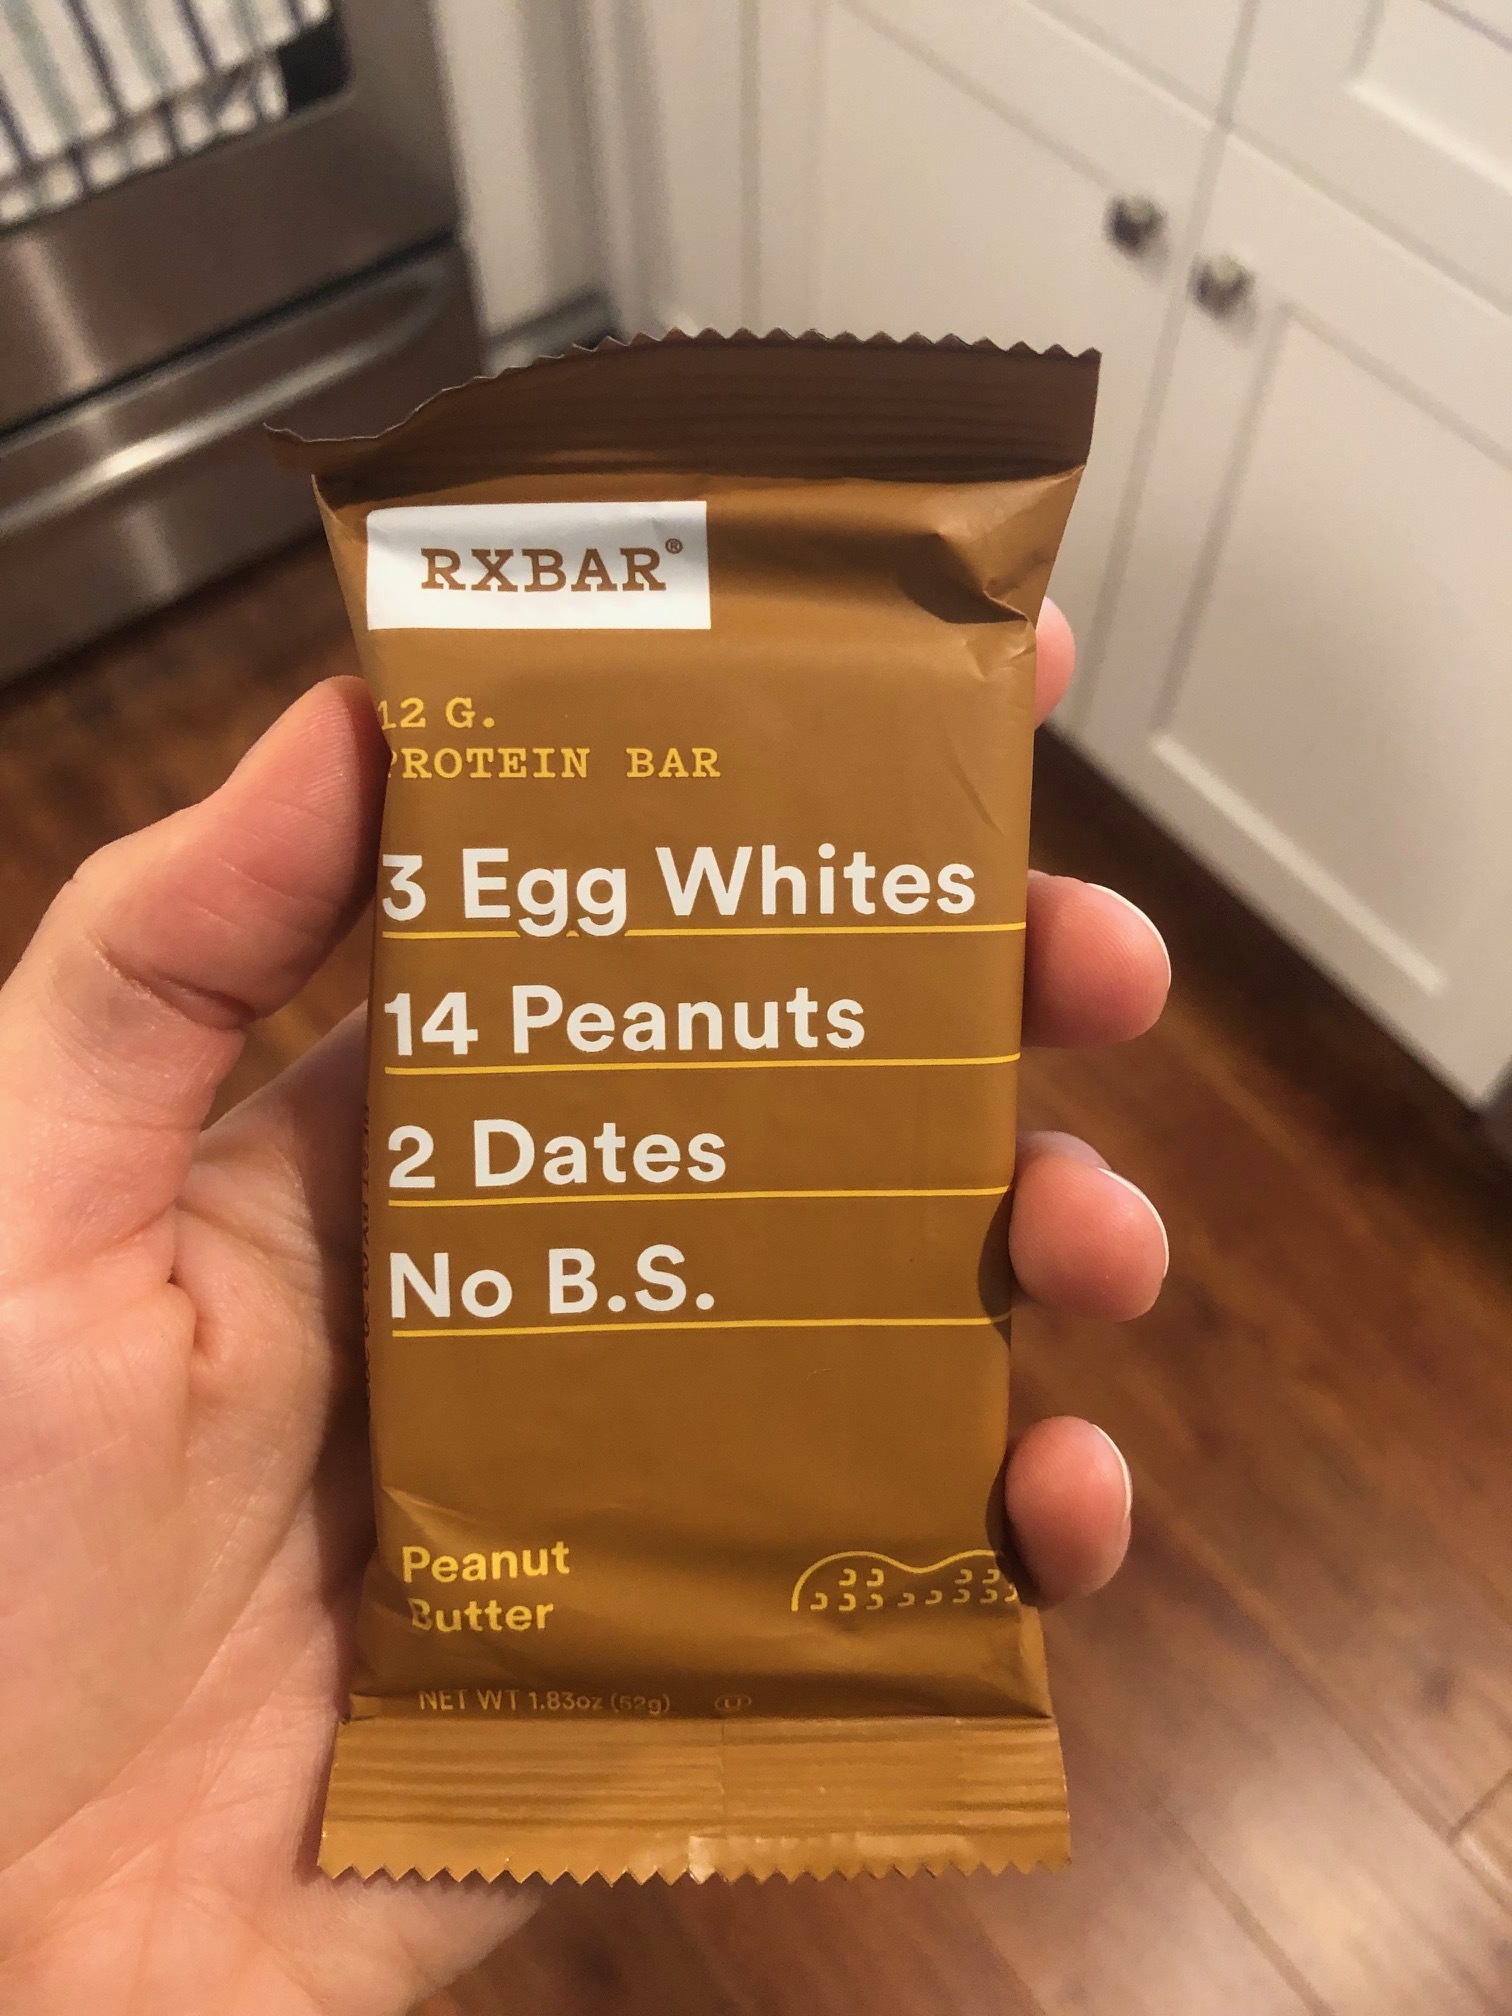 RXBAR®
12 G.
PROTEIN BAR
3 Egg Whites
14 Peanuts
2 Dates
No B.S.
Peanut
Butter
NET WT 1.83oz (52g) U